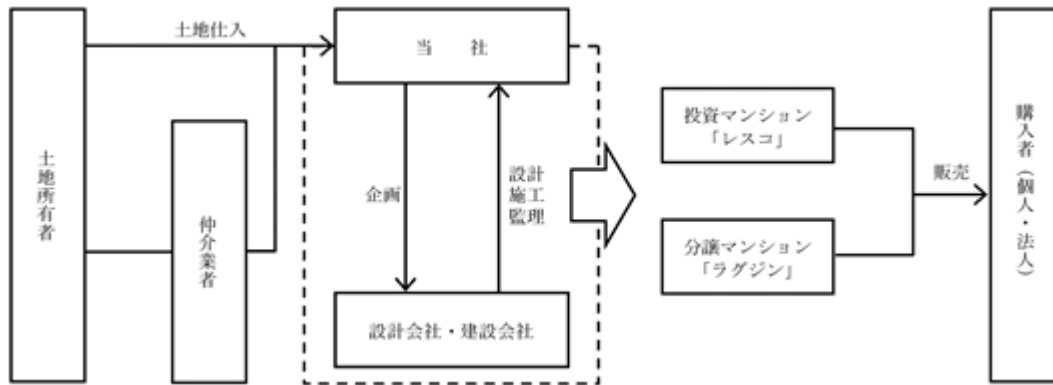 土地所有者
土地仕入
仲介業者
当　　社
企画
設計
施工
監理
設計会社・建設会社
投資マンション
「レスコ」
分譲マンション
「ラグジン」
販売
購入者（個人・法人）